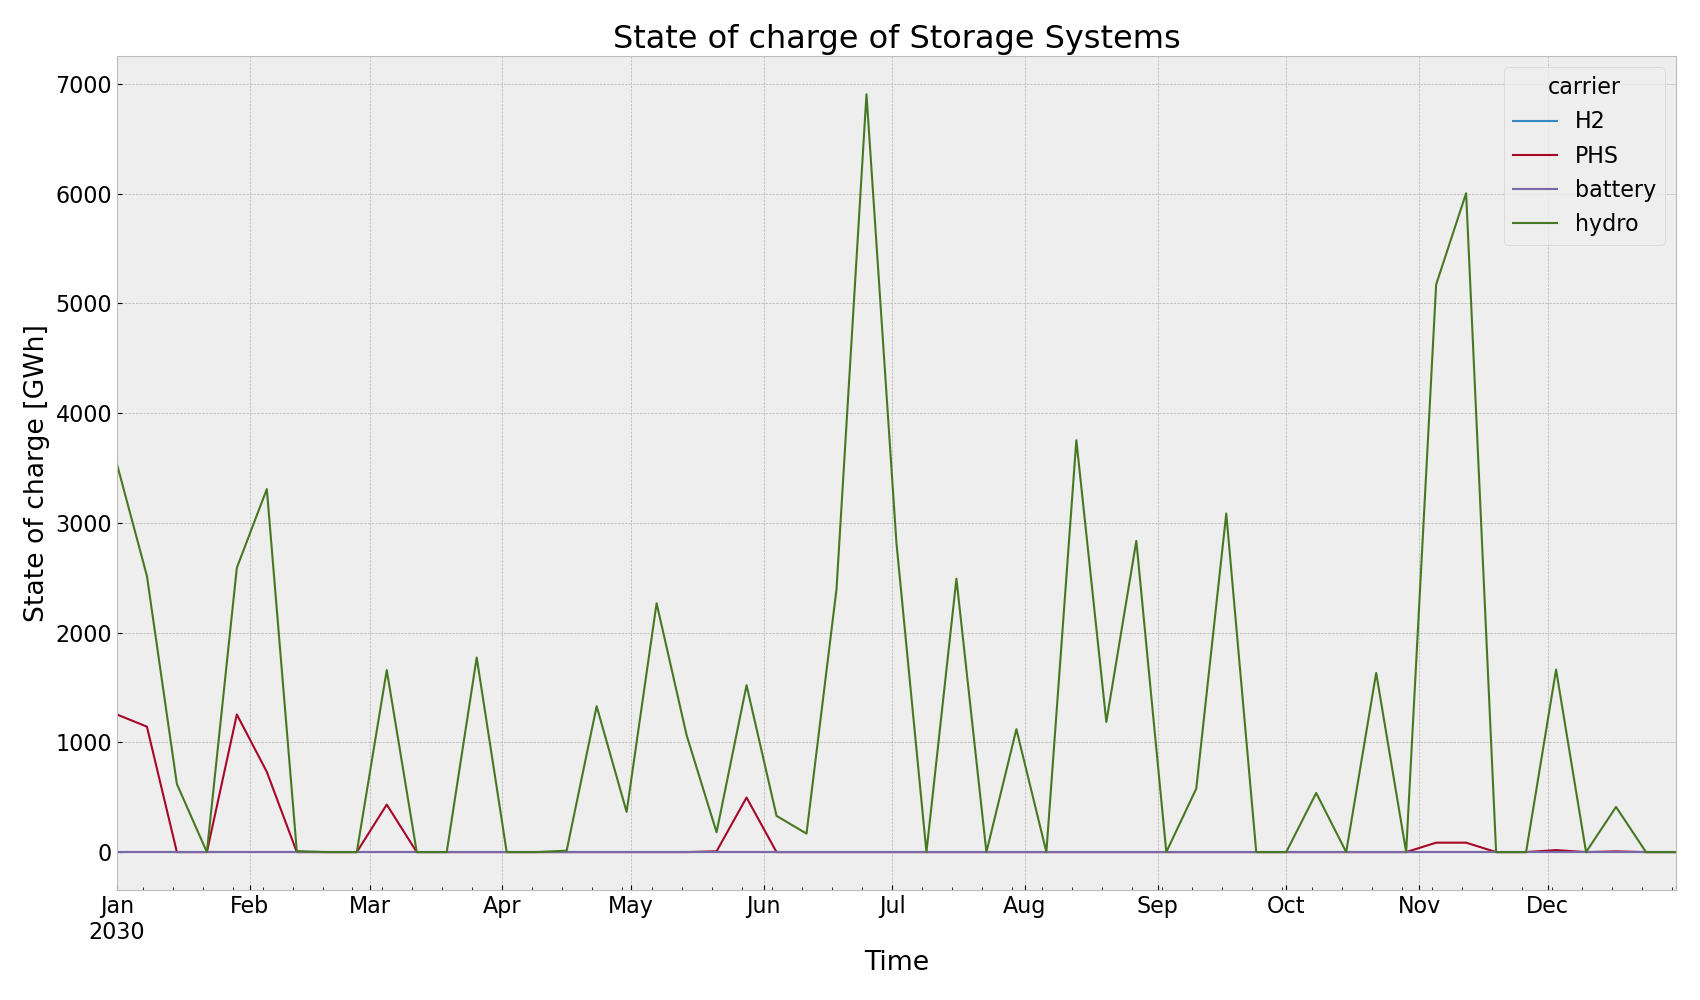 State of charge of Storage Systems
State of charge [GWh]
7000
6000
5000
4000
3000
2000
1000
0
carrier
H2
PHS
battery
hydro
Jan Feb Mar Apr May Jun Jul Aug Sep Oct Nov Dec
2030
Time